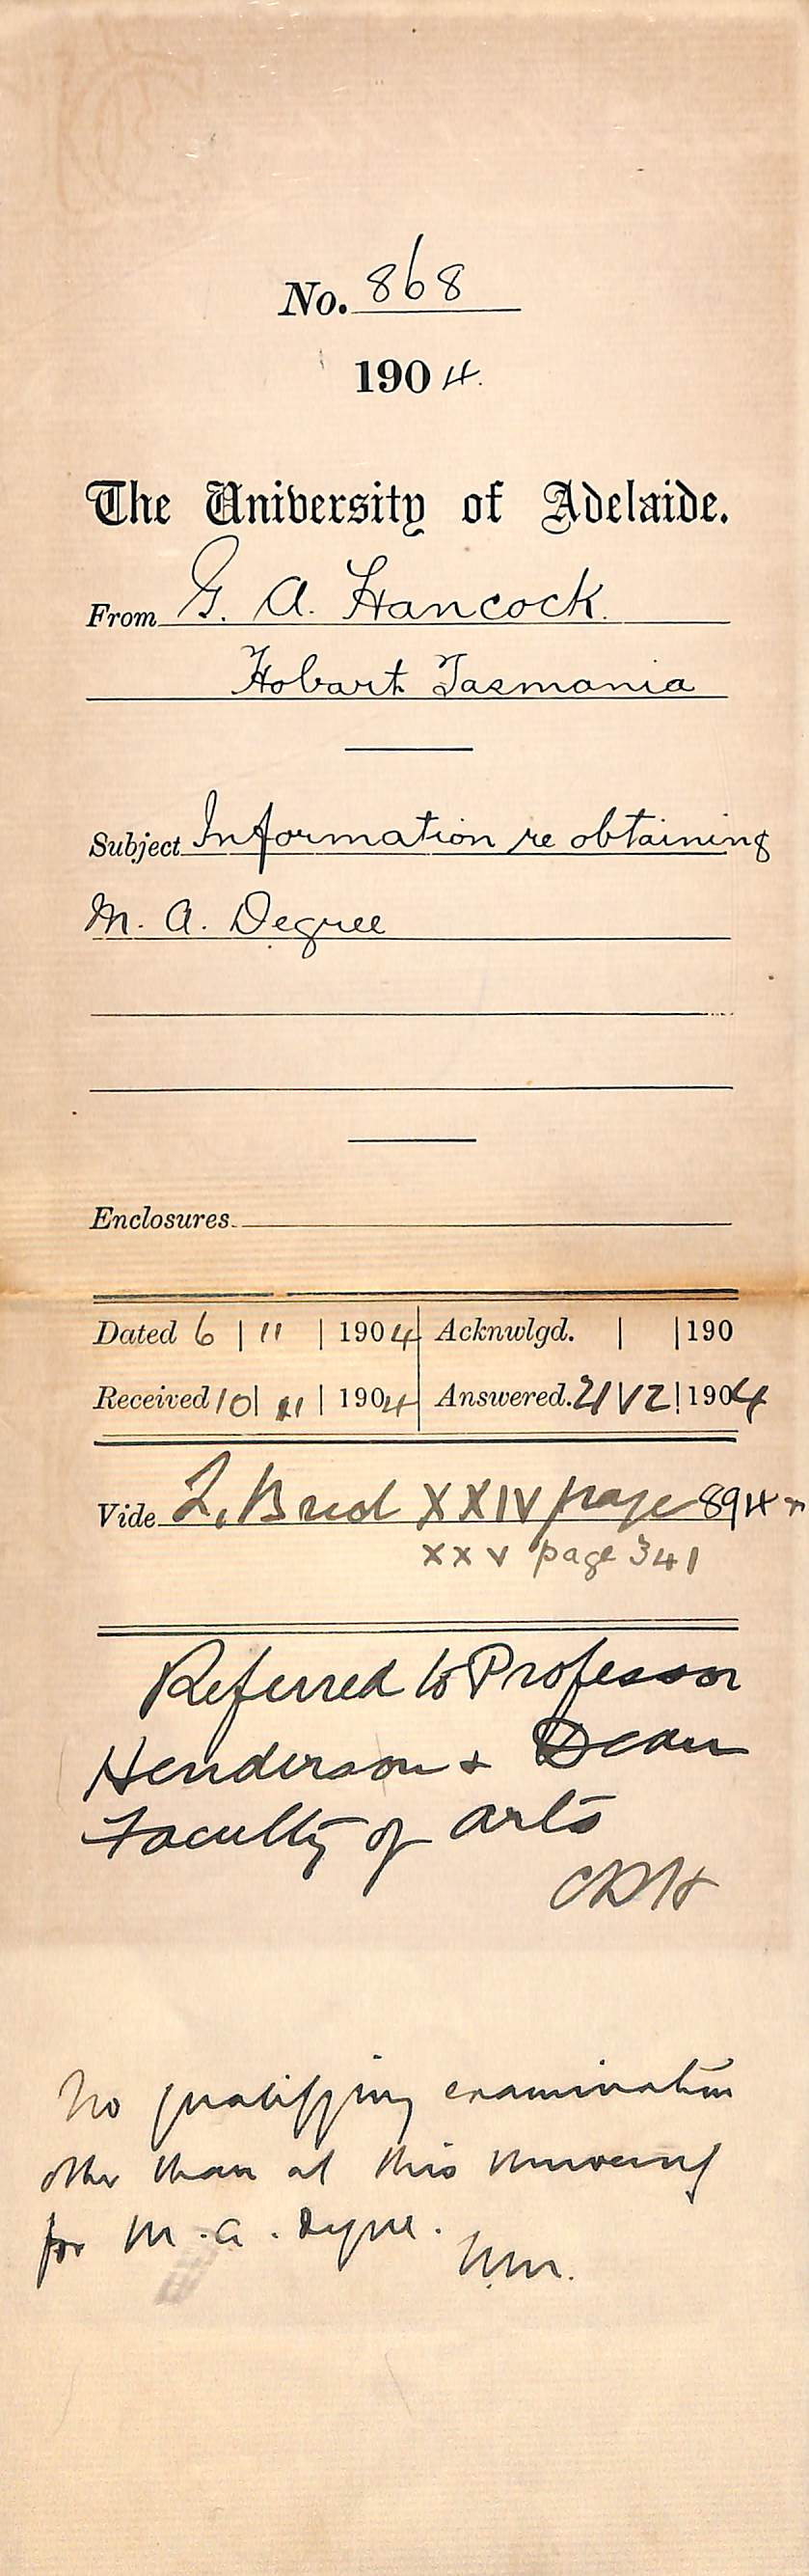 No. 868
1904.
The University of Adelaide.
From G. A. Hancock.
Hobart Tasmania
Subject Information re obtaining
M. A. Degree
Enclosures
Dated 6 | 11 | 1904 Acknwlgd. | | 190
Received 10 | 11 | 1904 Answered. 2 | 12 | 1904
Vide L. XXIV page 894
XXV page 341
Referred to Professor
Henderson + Dean
Faculty of Arts
No qualifying examination
other than at this University
for M.A. degree.